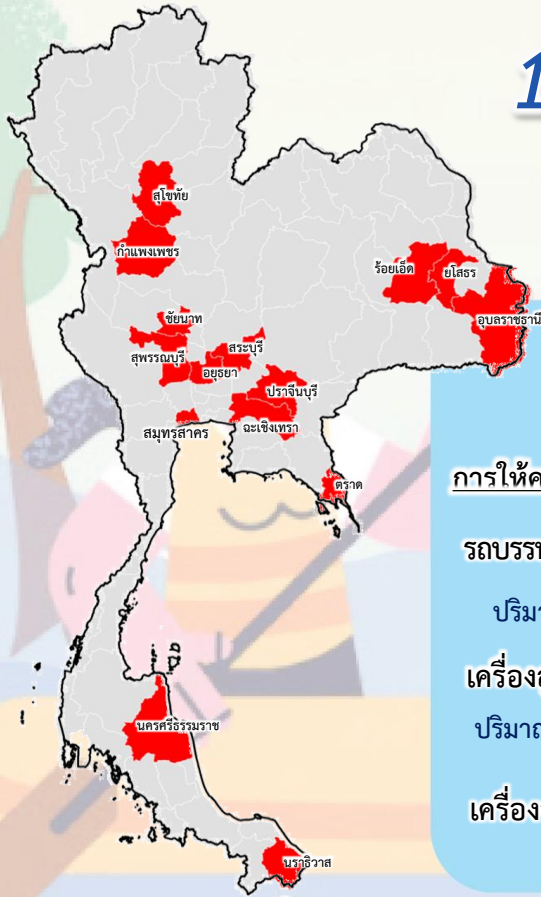 1
สุโขทัย
กำแพงเพชร
ร้อยเอ็ด
ยโสธร
อุบลราชธานี
ชัยนาท
สุพรรณบุรี
สระบุรี
อยุธยา
ปราจีนบุรี
สมุทรสาคร
ฉะเชิงเทรา
ตราด
การให้ค
รถบรรท
ปริมา
เครื่องส
ปริมาณ
เครื่อง
นครศรีธรรมราช
นราธิวาส